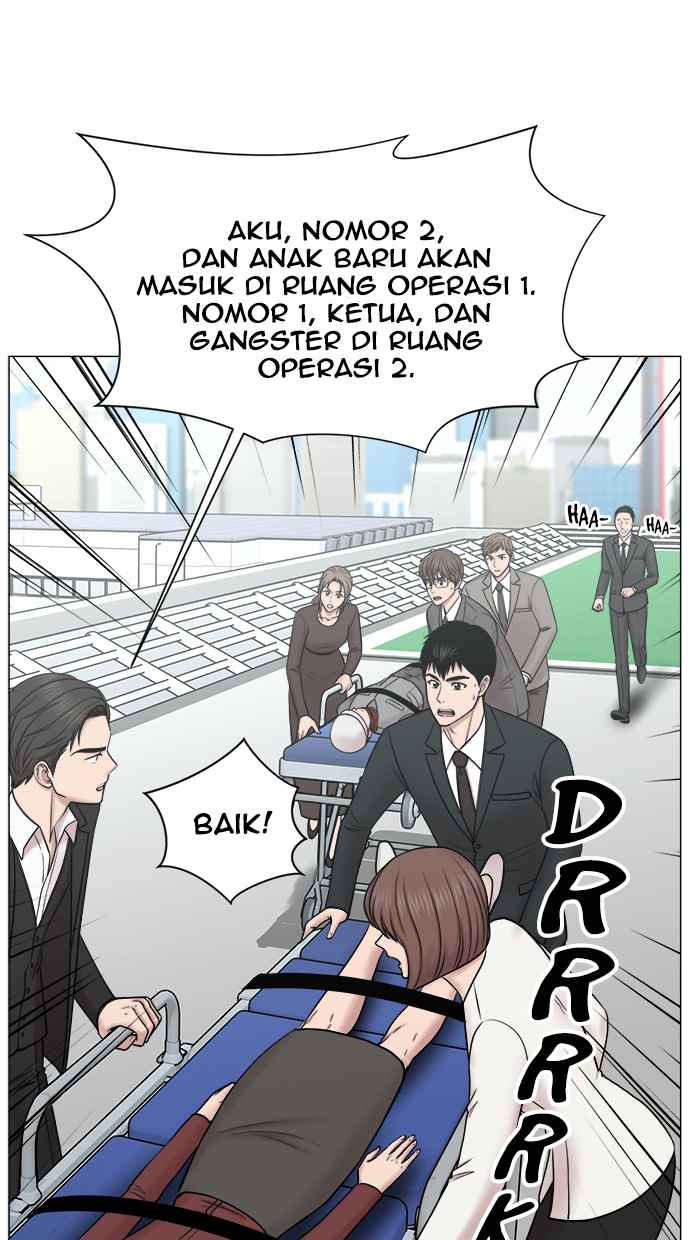 AKU, NOMOR 2,
DAN ANAK BARU AKAN
MASUK DI RUANG OPERASI 1.
NOMOR 1, KETUA, DAN
GANGSTER DI RUANG
OPERASI 2.
HAA-
HAA-
BAIK!
DRRRRK